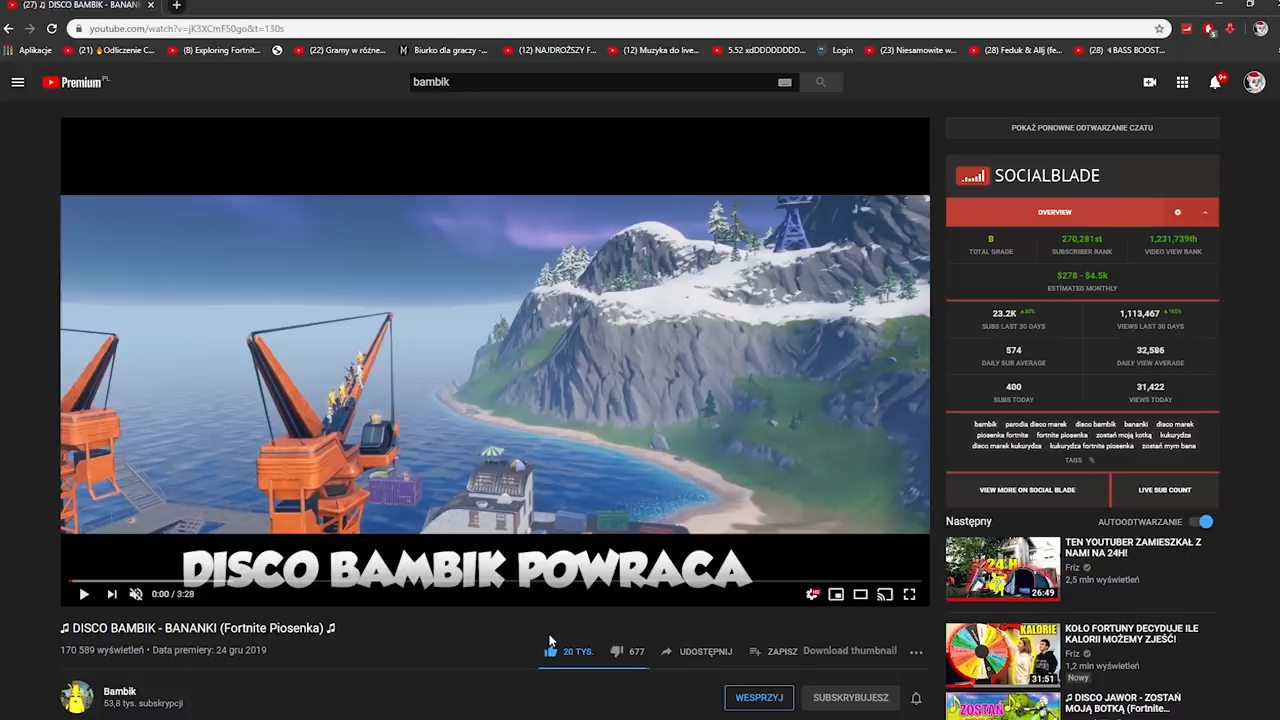 (27) ♫ DISCO BAMBIK - BANANKI
youtube.com/watch?v=jK3XCmF50go&t=130s
Aplikacje (21) 🔥Odliczenie C... (8) Exploring Fortnit... (22) Gramy w różne... Biurko dla graczy -... (12) NAJDROŻSZY F... (12) Muzyka do live... 5.52 xdDDDDDDD... Login (23) Niesamowite w... (28) Feduk & Allj (fe... (28) BASS BOOST...
Premium PL
bambik
9+
POKAŻ PONOWNE ODTWARZANIE CZATU
SOCIALBLADE
OVERVIEW
B 270,281st 1,231,739th
TOTAL GRADE SUBSCRIBER RANK VIDEO VIEW RANK
$278 - $4.5k
ESTIMATED MONTHLY
23.2K ▲30% 1,113,467 ▲165%
SUBS LAST 30 DAYS VIEWS LAST 30 DAYS
574 32,586
DAILY SUB AVERAGE DAILY VIEW AVERAGE
400 31,422
SUBS TODAY VIEWS TODAY
bambik parodia disco marek disco bambik bananki disco marek
piosenka fortnite fortnite piosenka zostań moją kotką kukurydza
disco marek kukurydza kukurydza fortnite piosenka zostań mym bana
TAGS
VIEW MORE ON SOCIAL BLADE LIVE SUB COUNT
Następny AUTOODTWARZANIE
TEN YOUTUBER ZAMIESZKAŁ Z
NAMI NA 24H!
Friz
2,5 mln wyświetleń
24 H
26:49
KOŁO FORTUNY DECYDUJE ILE
KALORII MOŻEMY ZJEŚĆ!
Friz
1,2 mln wyświetleń
Nowy
KALORIE
31:51
♫ DISCO JAWOR - ZOSTAŃ
MOJĄ BOTKĄ (Fortnite...
ZOSTAŃ
DISCO BAMBIK POWRACA
0:00 / 3:28
HD
♫ DISCO BAMBIK - BANANKI (Fortnite Piosenka) ♫
170 589 wyświetleń • Data premiery: 24 gru 2019
20 TYS. 677 UDOSTĘPNIJ ZAPISZ Download thumbnail
Bambik
53,8 tys. subskrypcji
WESPRZYJ SUBSKRYBUJESZ